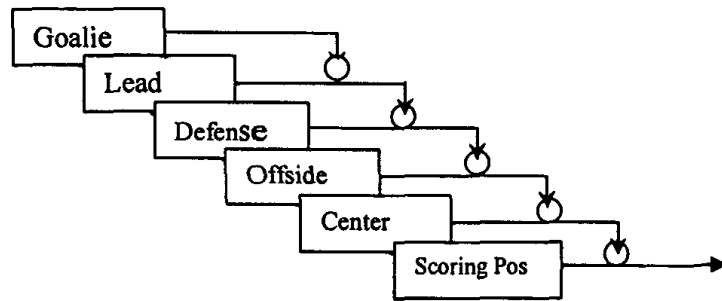 Goalie
Lead
Defense
Offside
Center
Scoring Pos